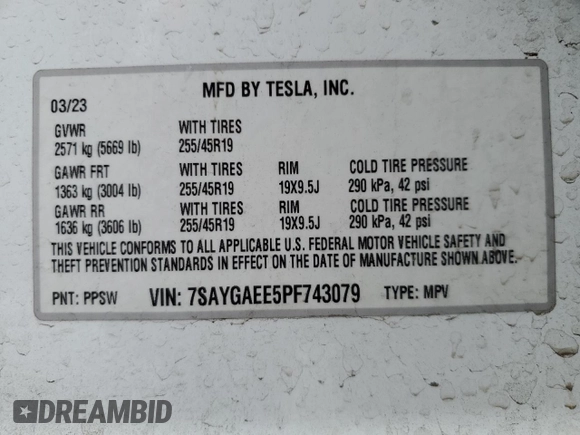 MFD BY TESLA, INC.
03/23
GVWR WITH TIRES
2571 kg (5669 lb) 255/45R19
GAWR FRT WITH TIRES RIM COLD TIRE PRESSURE
1363 kg (3004 lb) 255/45R19 19X9.5J 290 kPa, 42 psi
GAWR RR WITH TIRES RIM COLD TIRE PRESSURE
1636 kg (3606 lb) 255/45R19 19X9.5J 290 kPa, 42 psi
THIS VEHICLE CONFORMS TO ALL APPLICABLE U.S. FEDERAL MOTOR VEHICLE SAFETY AND
THEFT PREVENTION STANDARDS IN EFFECT ON THE DATE OF MANUFACTURE SHOWN ABOVE.
PNT: PPSW VIN: 7SAYGAEE5PF743079 TYPE: MPV
DREAMBID